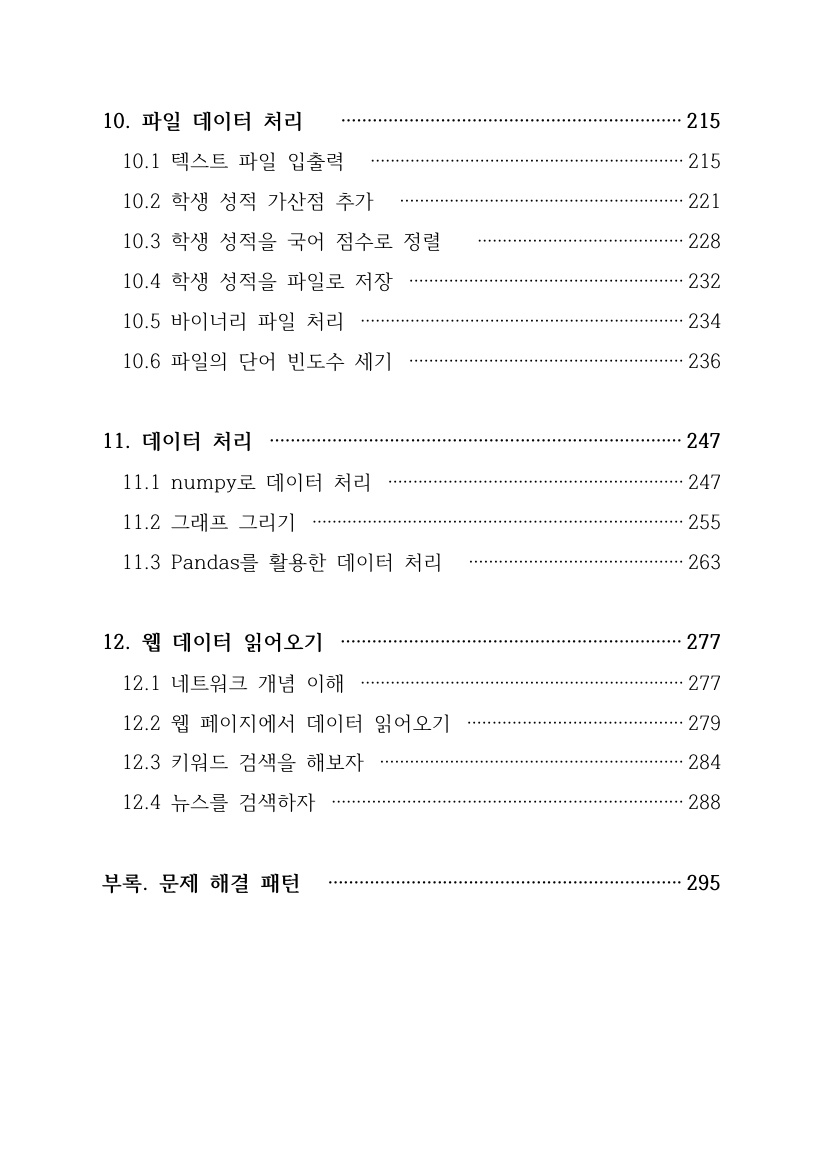 10. 파일 데이터 처리 ································ 215
10.1 텍스트 파일 입출력 ································ 215
10.2 학생 성적 가산점 추가 ································ 221
10.3 학생 성적을 국어 점수로 정렬 ································ 228
10.4 학생 성적을 파일로 저장 ································ 232
10.5 바이너리 파일 처리 ································ 234
10.6 파일의 단어 빈도수 세기 ································ 236
11. 데이터 처리 ································ 247
11.1 numpy로 데이터 처리 ································ 247
11.2 그래프 그리기 ································ 255
11.3 Pandas를 활용한 데이터 처리 ································ 263
12. 웹 데이터 읽어오기 ································ 277
12.1 네트워크 개념 이해 ································ 277
12.2 웹 페이지에서 데이터 읽어오기 ································ 279
12.3 키워드 검색을 해보자 ································ 284
12.4 뉴스를 검색하자 ································ 288
부록. 문제 해결 패턴 ································ 295